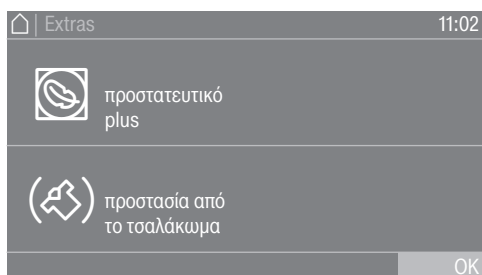 | Extras 11:02
προστατευτικό
plus
προστασία από
το τσαλάκωμα
OK